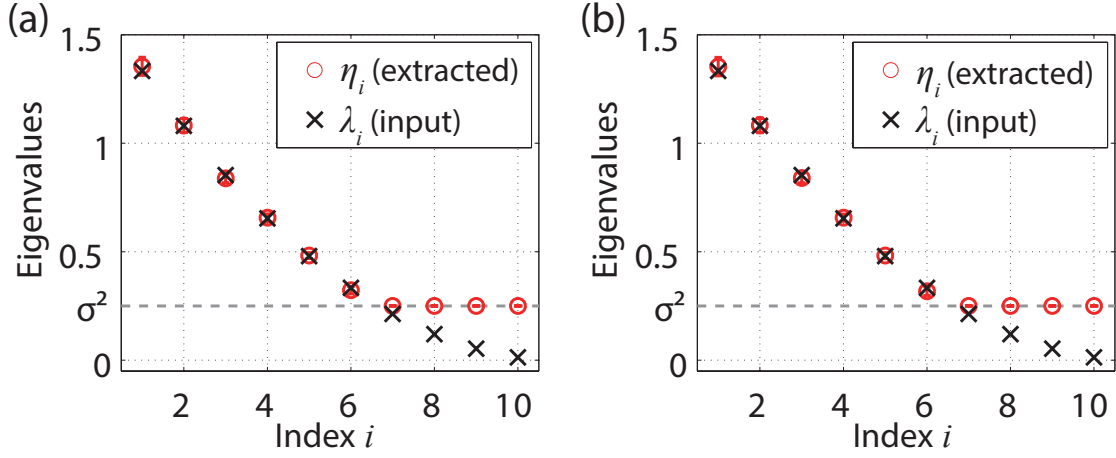 (a)
1.5
1
0.5
σ²
0
Eigenvalues
η_i (extracted)
λ_i (input)
2 4 6 8 10
Index i
(b)
1.5
1
0.5
σ²
0
Eigenvalues
η_i (extracted)
λ_i (input)
2 4 6 8 10
Index i